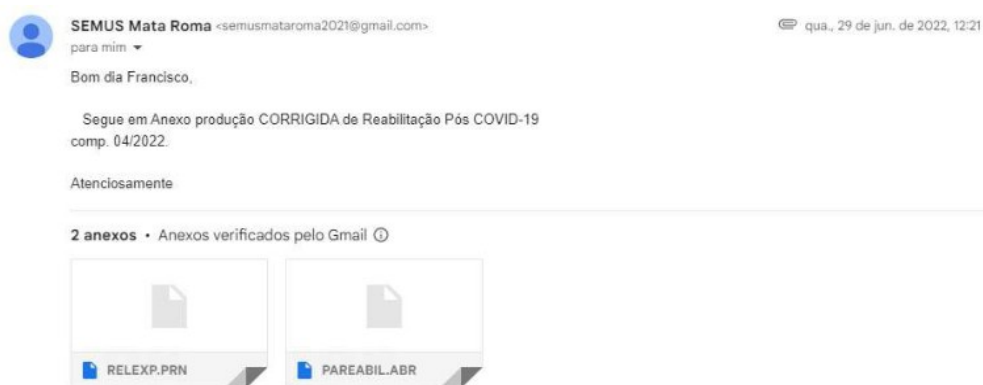 SEMUS Mata Roma <semusmataroma2021@gmail.com> qua., 29 de jun. de 2022, 12:21
para mim
Bom dia Francisco,
Segue em Anexo produção CORRIGIDA de Reabilitação Pós COVID-19
comp. 04/2022.
Atenciosamente
2 anexos • Anexos verificados pelo Gmail
RELEXP.PRN PAREABIL.ABR